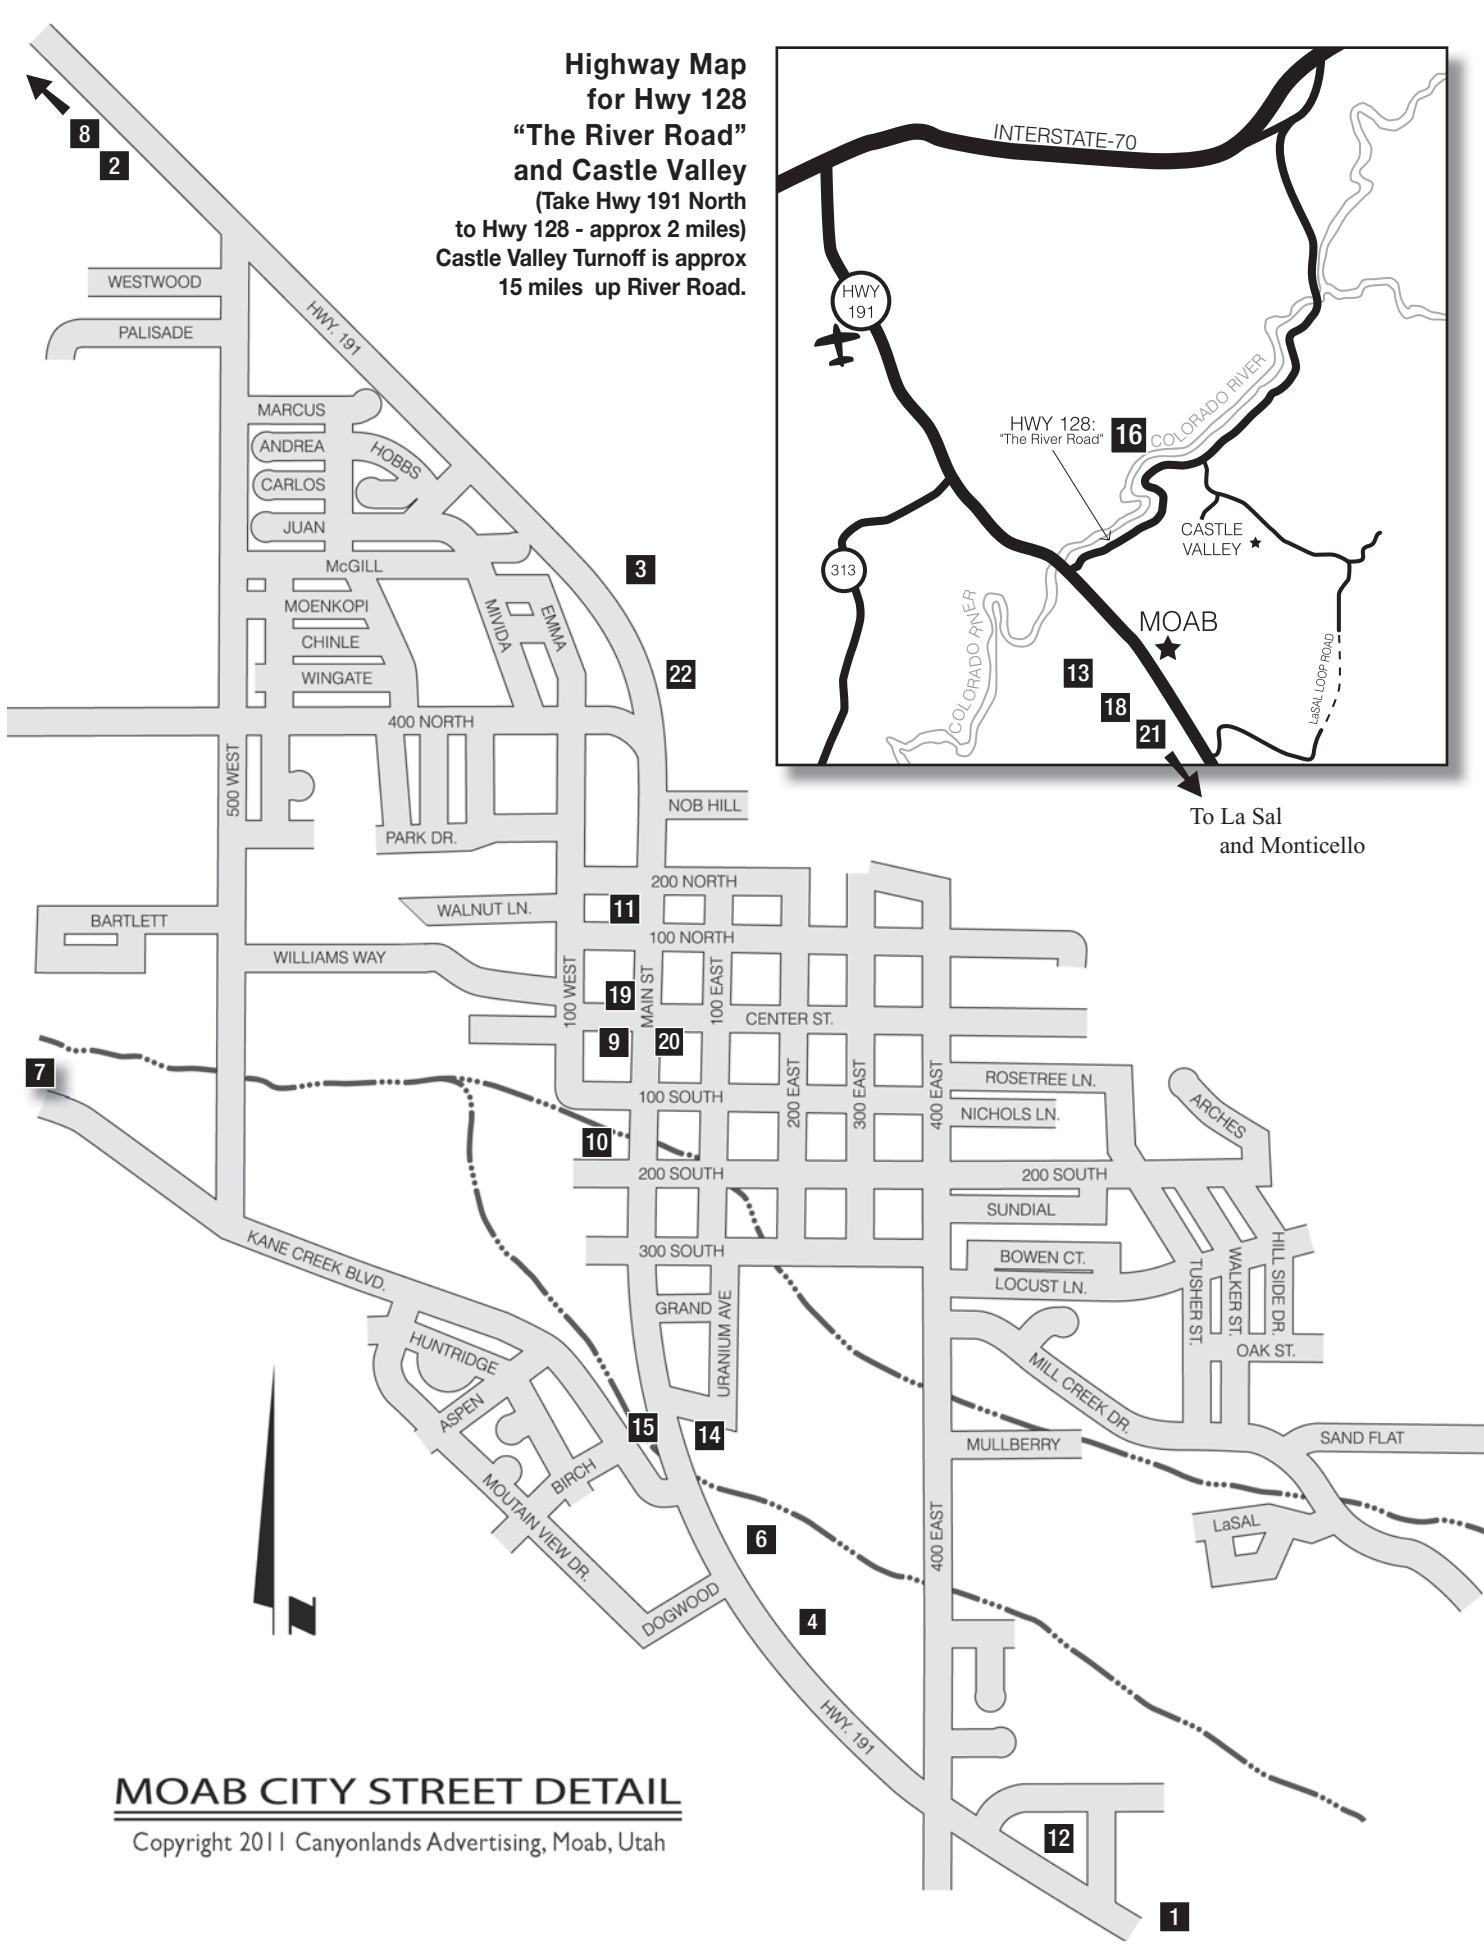 Highway Map
for Hwy 128
“The River Road”
and Castle Valley
(Take Hwy 191 North
to Hwy 128 - approx 2 miles)
Castle Valley Turnoff is approx
15 miles up River Road.
INTERSTATE-70
HWY
191
HWY 128:
"The River Road"
16
COLORADO RIVER
CASTLE
VALLEY
313
COLORADO RIVER
MOAB
13
18
21
LaSAL LOOP ROAD
To La Sal
and Monticello
8
2
WESTWOOD
PALISADE
HWY. 191
MARCUS
ANDREA
HOBBS
CARLOS
JUAN
McGILL
3
MOENKOPI
MIVIDA
EMMA
CHINLE
WINGATE
22
400 NORTH
500 WEST
NOB HILL
PARK DR.
200 NORTH
WALNUT LN.
11
BARTLETT
100 NORTH
WILLIAMS WAY
100 WEST
19
MAIN ST
100 EAST
CENTER ST.
9
20
7
200 EAST
300 EAST
400 EAST
ROSETREE LN.
100 SOUTH
NICHOLS LN.
ARCHES
10
200 SOUTH
200 SOUTH
SUNDIAL
KANE CREEK BLVD.
300 SOUTH
BOWEN CT.
LOCUST LN.
TUSHER ST.
WALKER ST.
HILL SIDE DR.
GRAND
URANIUM AVE
HUNTRIDGE
OAK ST.
MILL CREEK DR.
ASPEN
15
14
MULLBERRY
SAND FLAT
BIRCH
MOUTAIN VIEW DR.
400 EAST
LaSAL
6
DOGWOOD
4
N
HWY. 191
MOAB CITY STREET DETAIL
Copyright 2011 Canyonlands Advertising, Moab, Utah
12
1